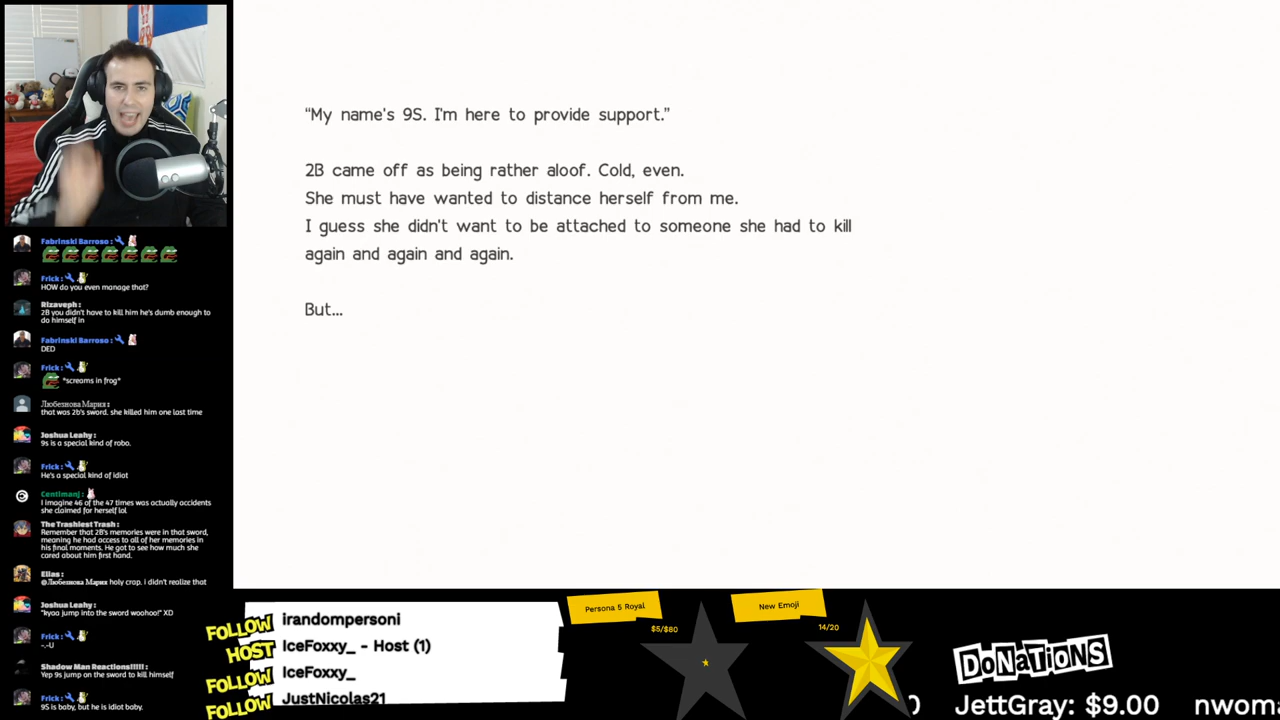 "My name's 9S. I'm here to provide support."
2B came off as being rather aloof. Cold, even.
She must have wanted to distance herself from me.
I guess she didn't want to be attached to someone she had to kill
again and again and again.
But...
Fabrinski Barroso :
Frick :
HOW do you even manage that?
Rizaveph :
2B you didn't have to kill him he's dumb enough to
do himself in
Fabrinski Barroso :
DED
Frick :
*screams in frog*
Любезнова Мария :
that was 2b's sword. she killed him one last time
Joshua Leahy :
9s is a special kind of robo.
Frick :
He's a special kind of idiot
Centimanj :
I imagine 46 of the 47 times was actually accidents
she claimed for herself lol
The Trashiest Trash :
Remember that 2B's memories were in that sword,
meaning he had access to all of her memories in
his final moments. He got to see how much she
cared about him first hand.
Elias :
@Любезнова Мария holy crap, i didn't realize that
Joshua Leahy :
"kyaa jump into the sword woohoo!" XD
Frick :
-.-U
Shadow Man Reactions!!!!! :
Yep 9s jump on the sword to kill himself
Frick :
9S is baby, but he is idiot baby.
FOLLOW irandompersoni
HOST IceFoxxy_ - Host (1)
FOLLOW IceFoxxy_
FOLLOW JustNicolas21
Persona 5 Royal
$5/$80
New Emoji
14/20
DONATIONS
0 JettGray: $9.00 nwom